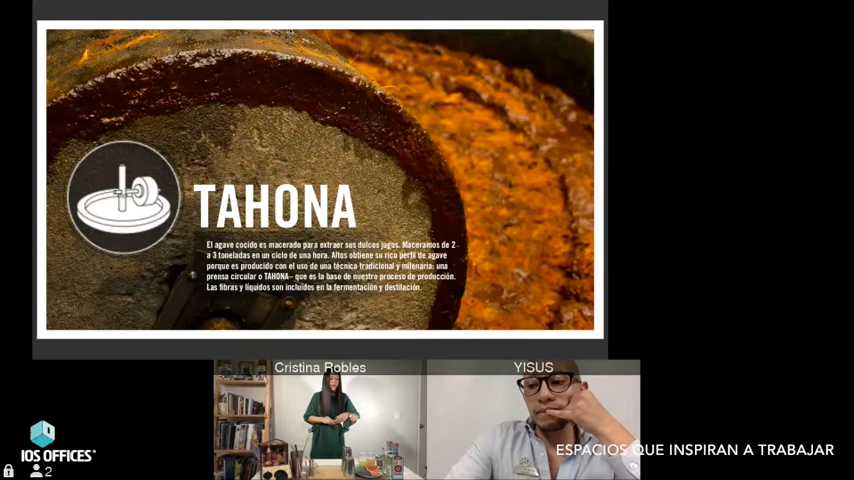 TAHONA
El agave cocido es macerado para extraer sus dulces jugos. Maceramos de 2
a 3 toneladas en un ciclo de una hora. Altos obtiene su rico perfil de agave
porque es producido con el uso de una técnica tradicional y milenaria: una
prensa circular o TAHONA– que es la base de nuestro proceso de producción.
Las fibras y líquidos son incluidos en la fermentación y destilación.
Cristina Robles
YISUS
IOS OFFICES®
ESPACIOS QUE INSPIRAN A TRABAJAR
2